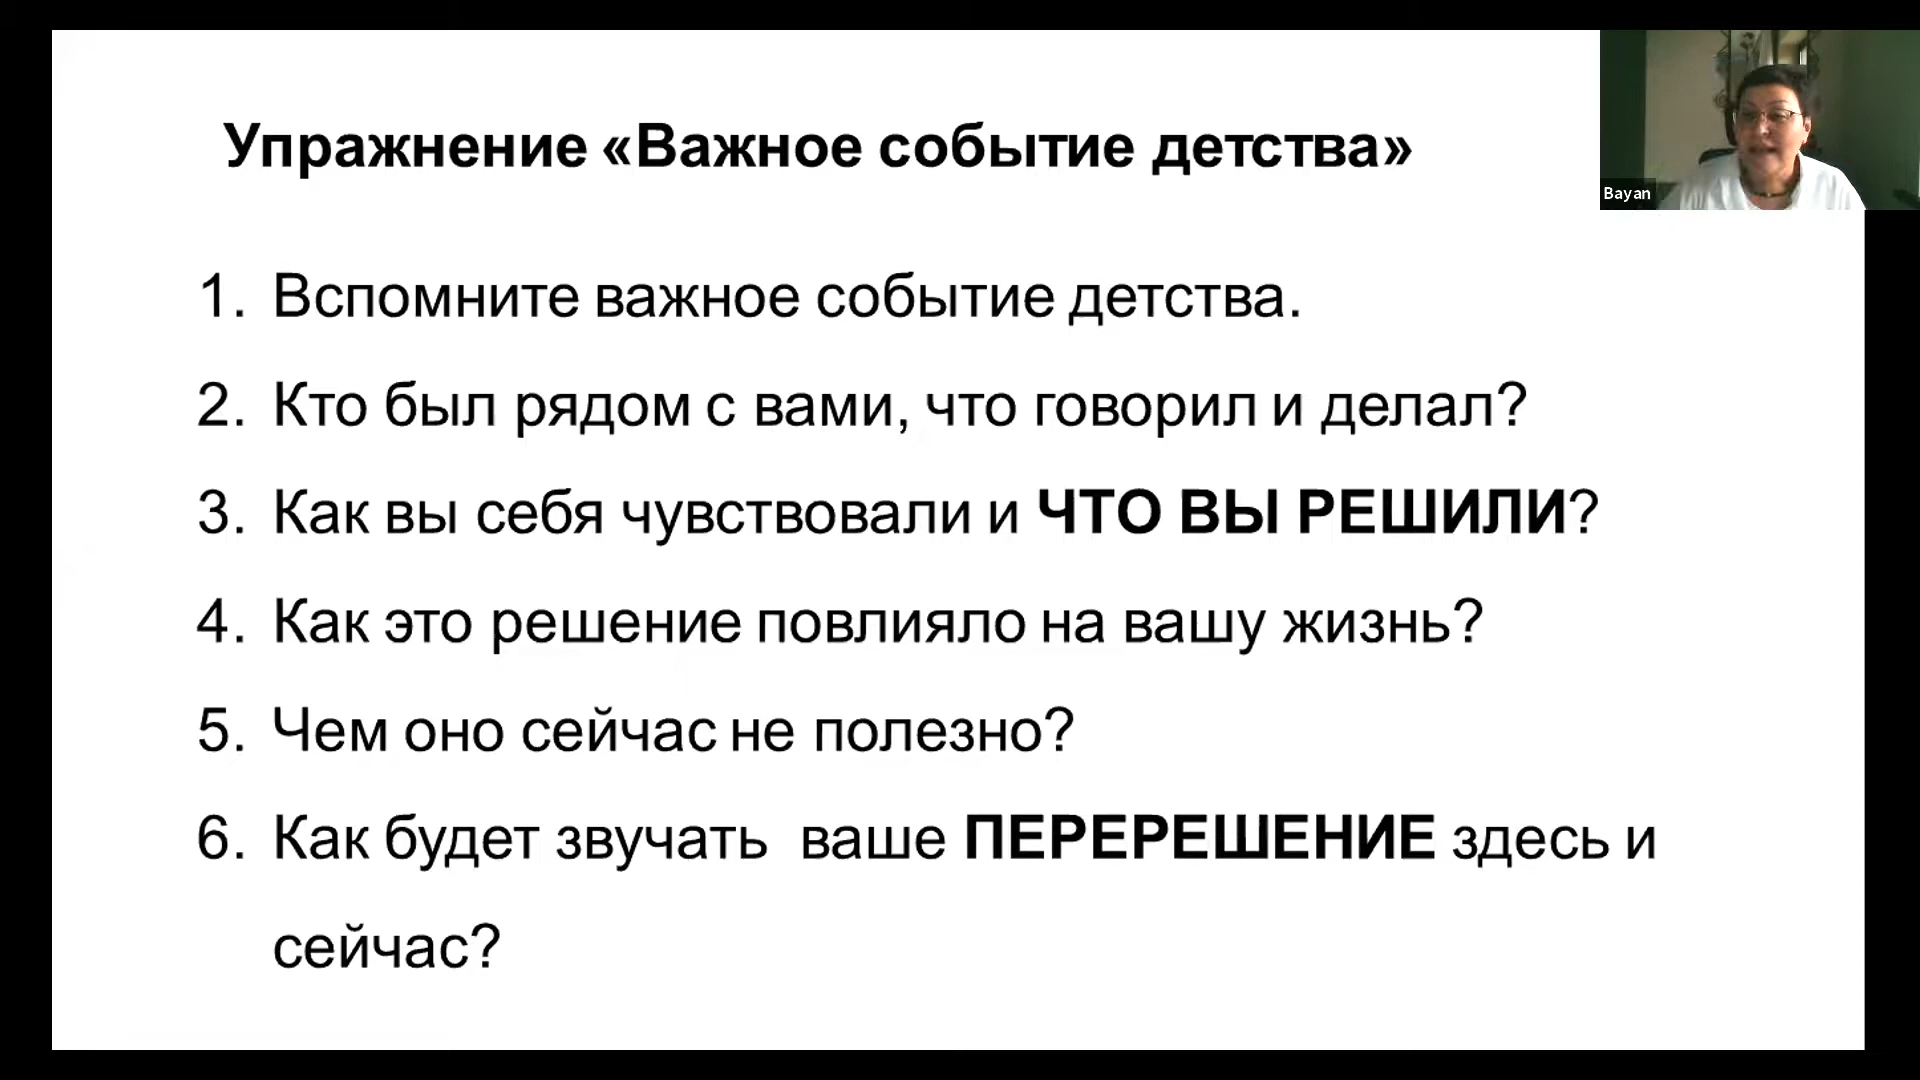 Упражнение «Важное событие детства»
Bayan
1. Вспомните важное событие детства.
2. Кто был рядом с вами, что говорил и делал?
3. Как вы себя чувствовали и ЧТО ВЫ РЕШИЛИ?
4. Как это решение повлияло на вашу жизнь?
5. Чем оно сейчас не полезно?
6. Как будет звучать  ваше ПЕРЕРЕШЕНИЕ здесь и
сейчас?